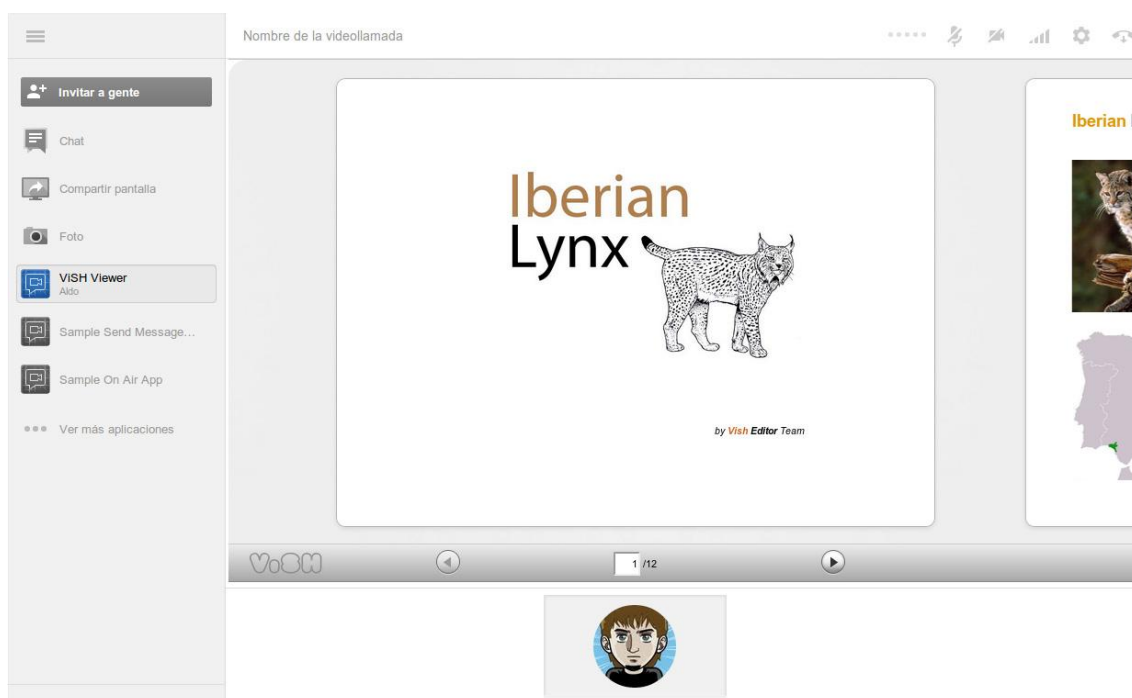 Nombre de la videollamada
Invitar a gente
Chat
Compartir pantalla
Foto
ViSH Viewer
Aldo
Sample Send Message...
Sample On Air App
Ver más aplicaciones
Iberian
Lynx
by Vish Editor Team
Iberian
ViSH
1 /12